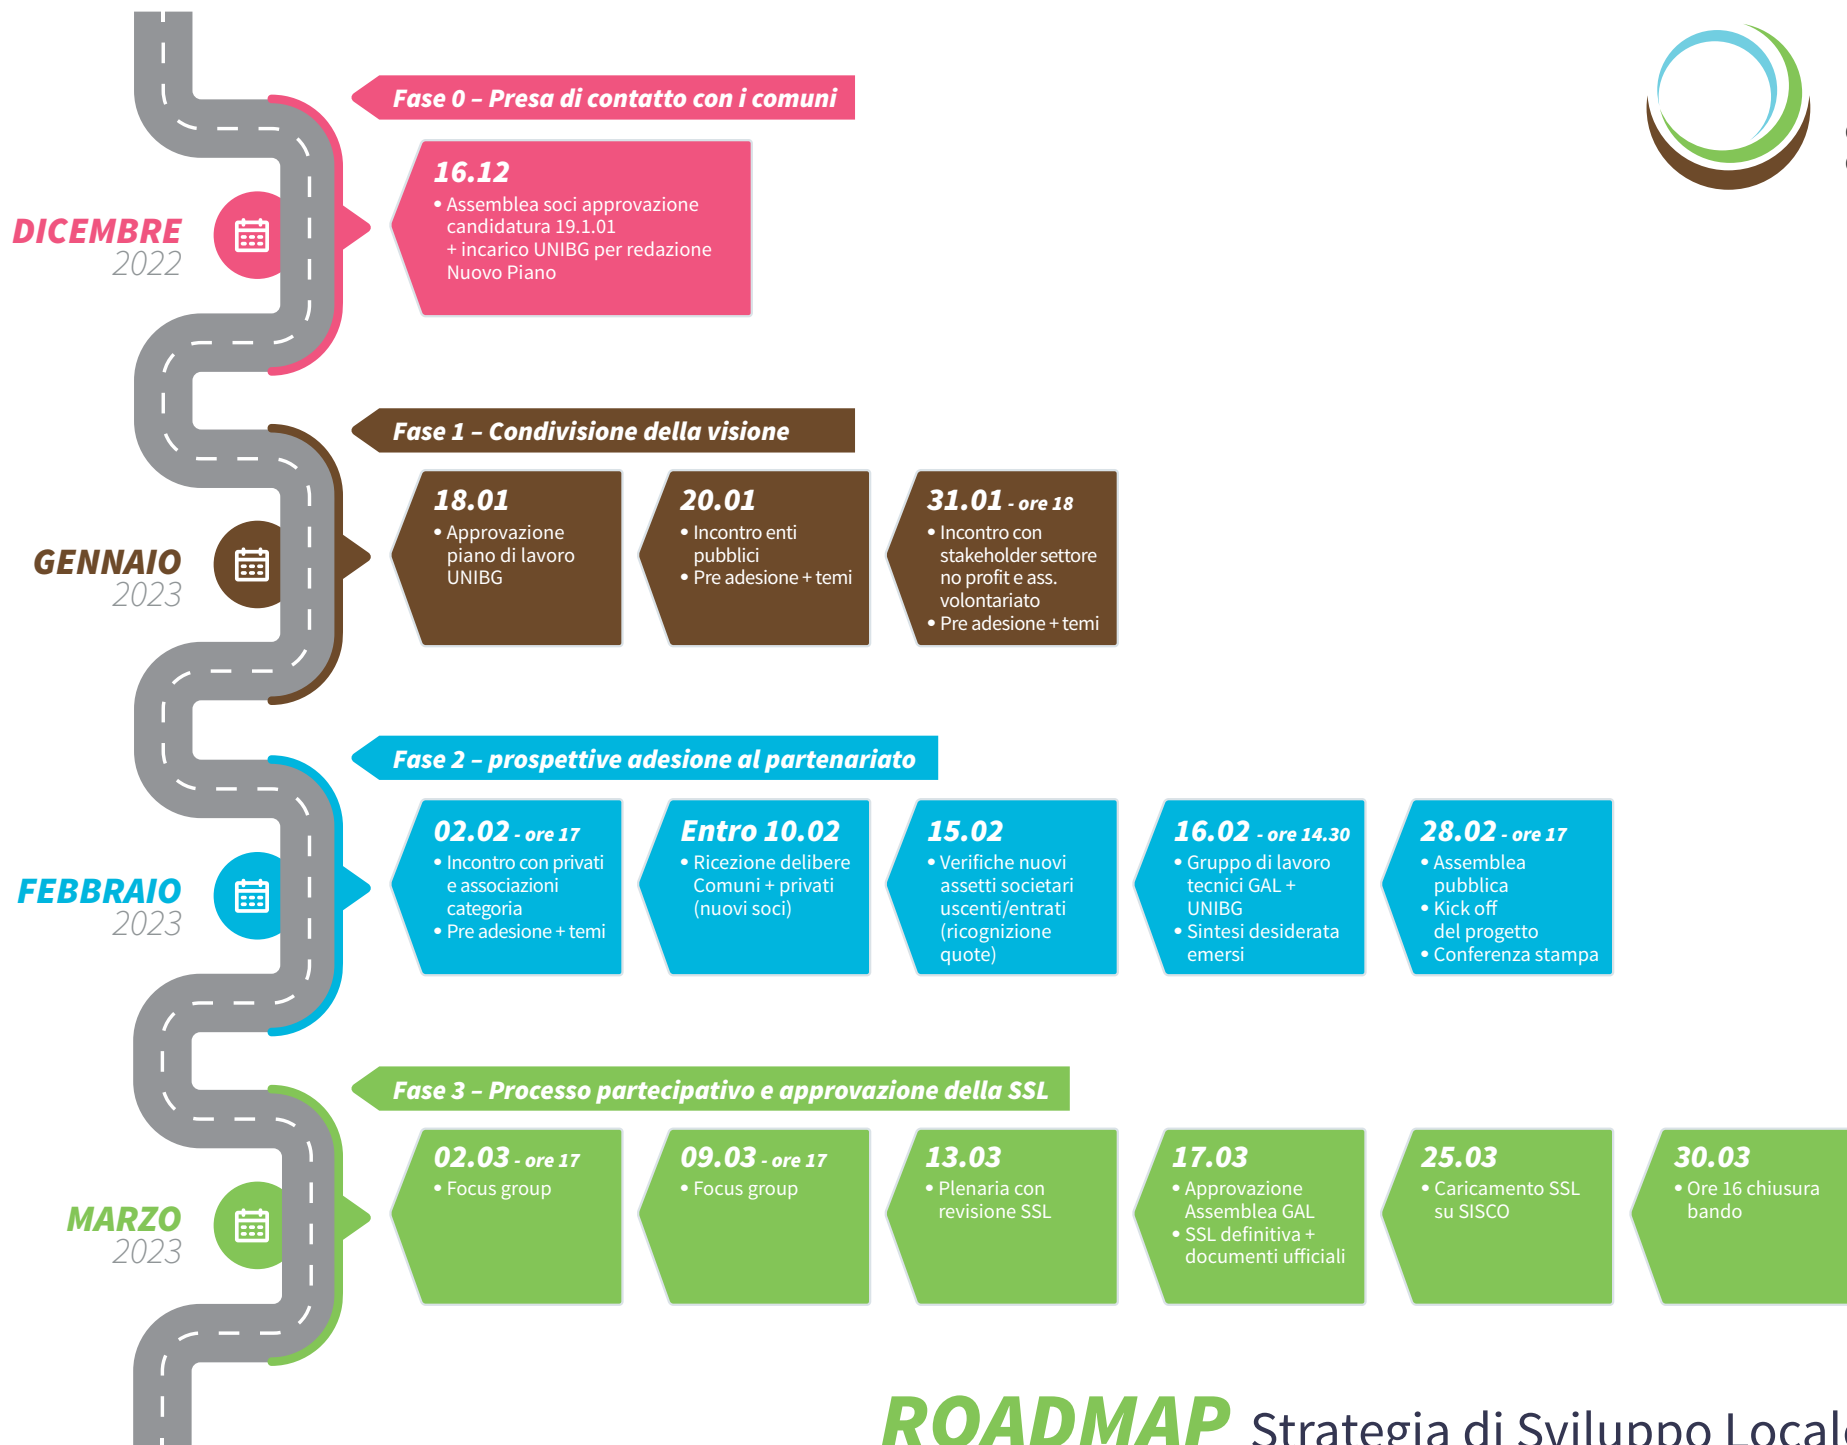 Fase 0 – Presa di contatto con i comuni
16.12
• Assemblea soci approvazione
candidatura 19.1.01
+ incarico UNIBG per redazione
Nuovo Piano
DICEMBRE
2022
Fase 1 – Condivisione della visione
GENNAIO
2023
18.01
• Approvazione
piano di lavoro
UNIBG
20.01
• Incontro enti
pubblici
• Pre adesione + temi
31.01 - ore 18
• Incontro con
stakeholder settore
no profit e ass.
volontariato
• Pre adesione + temi
Fase 2 – prospettive adesione al partenariato
FEBBRAIO
2023
02.02 - ore 17
• Incontro con privati
e associazioni
categoria
• Pre adesione + temi
Entro 10.02
• Ricezione delibere
Comuni + privati
(nuovi soci)
15.02
• Verifiche nuovi
assetti societari
uscenti/entrati
(ricognizione
quote)
16.02 - ore 14.30
• Gruppo di lavoro
tecnici GAL +
UNIBG
• Sintesi desiderata
emersi
28.02 - ore 17
• Assemblea
pubblica
• Kick off
del progetto
• Conferenza stampa
Fase 3 – Processo partecipativo e approvazione della SSL
MARZO
2023
02.03 - ore 17
• Focus group
09.03 - ore 17
• Focus group
13.03
• Plenaria con
revisione SSL
17.03
• Approvazione
Assemblea GAL
• SSL definitiva +
documenti ufficiali
25.03
• Caricamento SSL
su SISCO
30.03
• Ore 16 chiusura
bando
ROADMAP Strategia di Sviluppo Locale